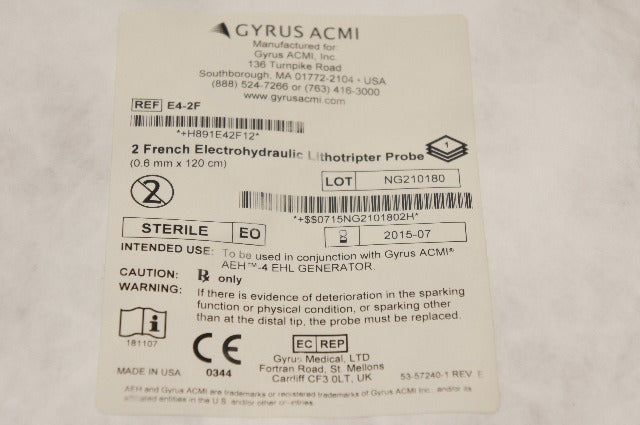 GYRUS ACMI
Manufactured for:
Gyrus ACMI, Inc.
136 Turnpike Road
Southborough, MA 01772-2104 • USA
(888) 524-7266 or (763) 416-3000
www.gyrusacmi.com
REF E4-2F
*+H891E42F12*
2 French Electrohydraulic Lithotripter Probe 1
(0.6 mm x 120 cm)
LOT NG210180
2
*+$$0715NG2101802H*
STERILE EO 2015-07
INTENDED USE: To be used in conjunction with Gyrus ACMI®
AEH™-4 EHL GENERATOR.
CAUTION: ℞ only
WARNING: If there is evidence of deterioration in the sparking
function or physical condition, or sparking other
than at the distal tip, the probe must be replaced.
i
181107
CE
0344
EC REP
Gyrus Medical, LTD
Fortran Road, St. Mellons
Cardiff CF3 0LT, UK
MADE IN USA
53-57240-1 REV E
AEH and Gyrus ACMI are trademarks or registered trademarks of Gyrus ACMI Inc., and/or its
affiliated entities in the U.S. and/or other countries